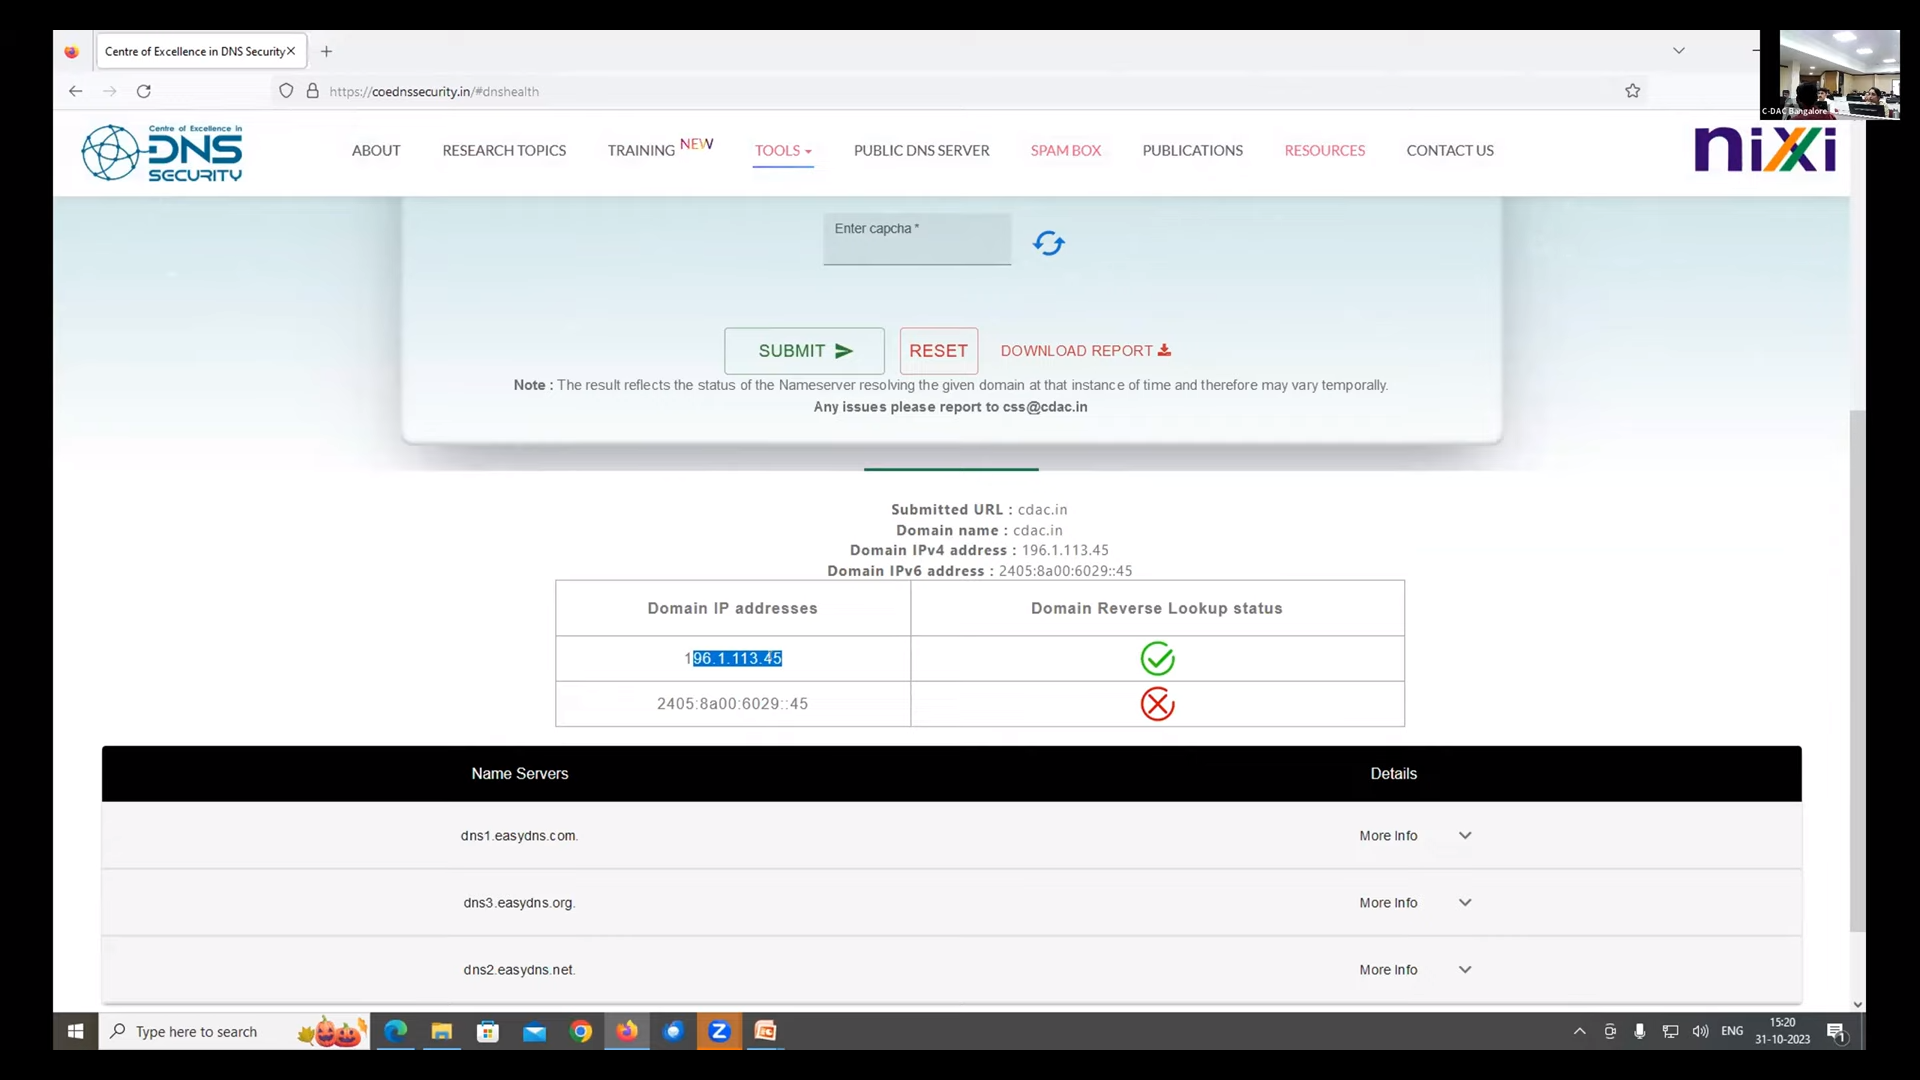 Centre of Excellence in DNS Security
https://coednssecurity.in/#dnshealth
C-DAC Bangalore
Centre of Excellence in
DNS
SECURITY
ABOUT
RESEARCH TOPICS
TRAINING NEW
TOOLS
PUBLIC DNS SERVER
SPAM BOX
PUBLICATIONS
RESOURCES
CONTACT US
nixi
Enter capcha *
SUBMIT
RESET
DOWNLOAD REPORT
Note : The result reflects the status of the Nameserver resolving the given domain at that instance of time and therefore may vary temporally.
Any issues please report to css@cdac.in
Submitted URL : cdac.in
Domain name : cdac.in
Domain IPv4 address : 196.1.113.45
Domain IPv6 address : 2405:8a00:6029::45
Domain IP addresses
Domain Reverse Lookup status
196.1.113.45
2405:8a00:6029::45
Name Servers
Details
dns1.easydns.com.
More Info
dns3.easydns.org.
More Info
dns2.easydns.net.
More Info
Type here to search
ENG
15:20
31-10-2023
1